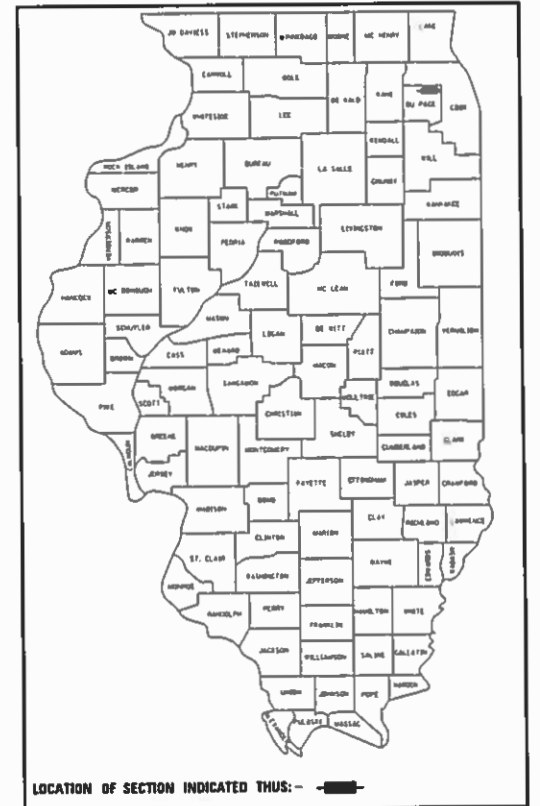 JO DAVIESS STEPHENSON WINNEBAGO BOONE MC HENRY LAKE
CARROLL OGLE DE KALB KANE DU PAGE COOK
WHITESIDE LEE KENDALL WILL
ROCK ISLAND HENRY BUREAU LA SALLE GRUNDY
MERCER PUTNAM KANKAKEE
STARK MARSHALL LIVINGSTON
HENDERSON WARREN KNOX PEORIA WOODFORD IROQUOIS
HANCOCK MC DONOUGH FULTON TAZEWELL MC LEAN FORD
MASON LOGAN DE WITT CHAMPAIGN VERMILION
ADAMS SCHUYLER BROWN CASS MENARD MACON PIATT
MORGAN SANGAMON DOUGLAS EDGAR
PIKE SCOTT CHRISTIAN MOULTRIE COLES
CALHOUN GREENE MACOUPIN MONTGOMERY SHELBY CUMBERLAND CLARK
JERSEY FAYETTE EFFINGHAM JASPER CRAWFORD
MADISON BOND CLAY RICHLAND LAWRENCE
CLINTON MARION
ST. CLAIR WASHINGTON JEFFERSON WAYNE EDWARDS WABASH
MONROE
RANDOLPH PERRY FRANKLIN HAMILTON WHITE
JACKSON WILLIAMSON SALINE GALLATIN
UNION JOHNSON POPE HARDIN
ALEXANDER PULASKI MASSAC
LOCATION OF SECTION INDICATED THUS: -